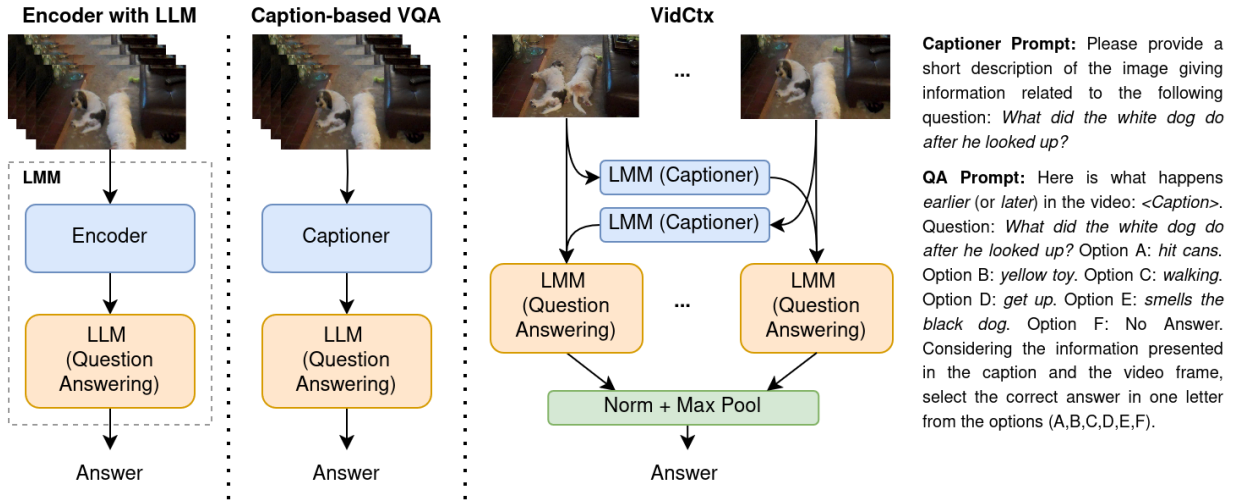 Encoder with LLM
LMM
Encoder
LLM
(Question
Answering)
Answer
Caption-based VQA
Captioner
LLM
(Question
Answering)
Answer
VidCtx
...
LMM (Captioner)
LMM (Captioner)
LMM
(Question
Answering)
...
LMM
(Question
Answering)
Norm + Max Pool
Answer
Captioner Prompt: Please provide a
short description of the image giving
information related to the following
question: What did the white dog do
after he looked up?
QA Prompt: Here is what happens
earlier (or later) in the video: <Caption>.
Question: What did the white dog do
after he looked up? Option A: hit cans.
Option B: yellow toy. Option C: walking.
Option D: get up. Option E: smells the
black dog. Option F: No Answer.
Considering the information presented
in the caption and the video frame,
select the correct answer in one letter
from the options (A,B,C,D,E,F).